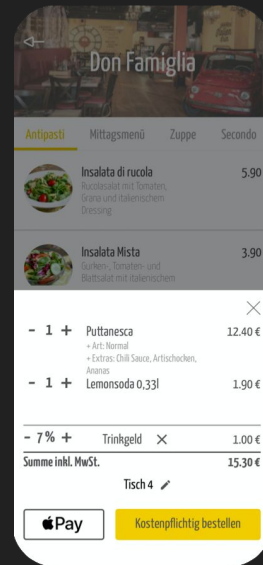 Don Famiglia
Antipasti Mittagsmenü Zuppe Secondo
Insalata di rucola 5.90
Rucolasalat mit Tomaten,
Grana und italienischem
Dressing
Insalata Mista 3.90
Gurken-, Tomaten- und
Blattsalat mit italienischem
- 1 + Puttanesca 12.40 €
+ Art: Normal
+ Extras: Chili Sauce, Artischocken,
Ananas
- 1 + Lemonsoda 0,33l 1.90 €
- 7% + Trinkgeld 1.00 €
Summe inkl. MwSt. 15.30 €
Tisch 4
Pay
Kostenpflichtig bestellen